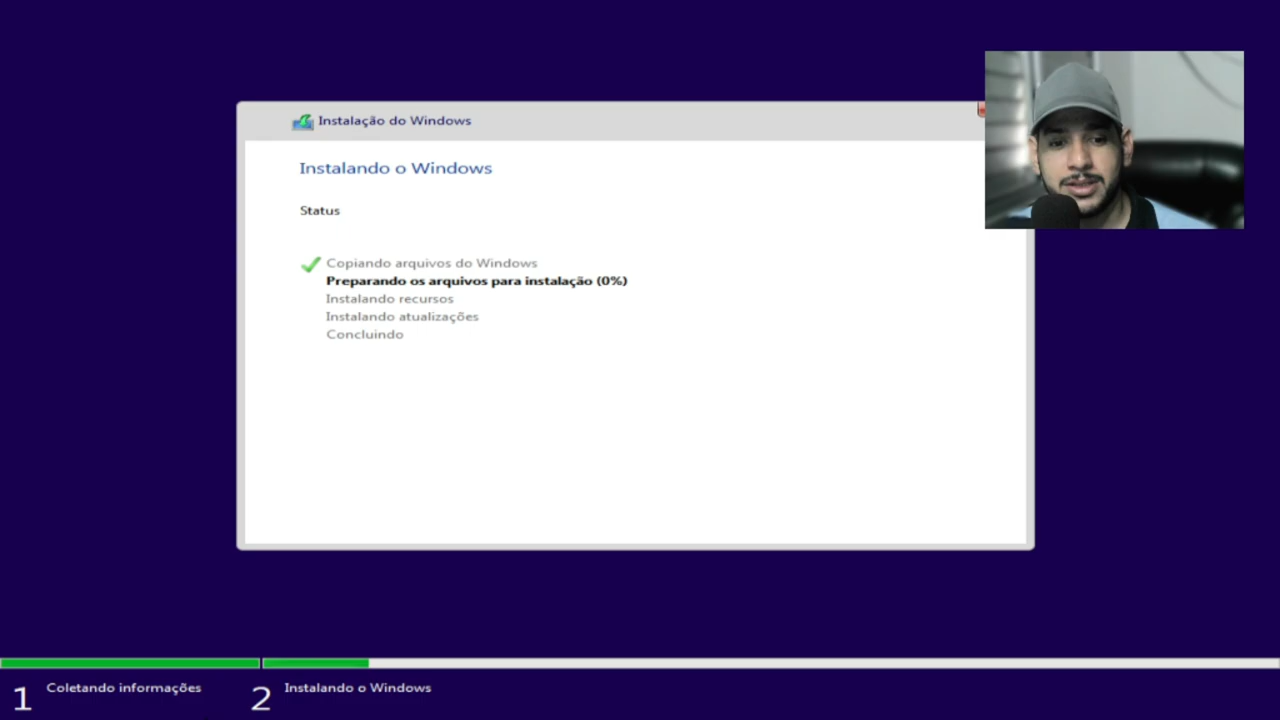 Instalação do Windows
Instalando o Windows
Status
Copiando arquivos do Windows
Preparando os arquivos para instalação (0%)
Instalando recursos
Instalando atualizações
Concluindo
1 Coletando informações
2 Instalando o Windows